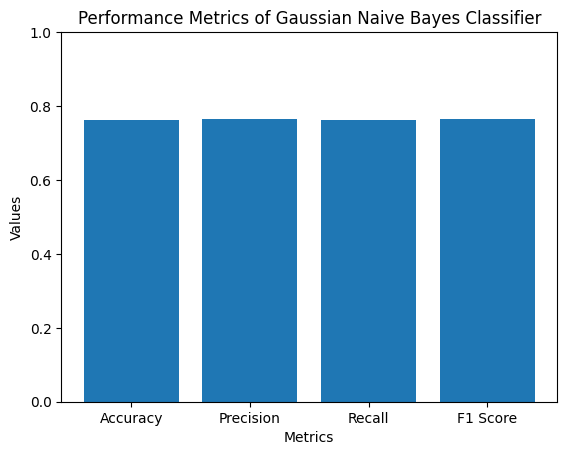 Performance Metrics of Gaussian Naive Bayes Classifier
1.0
0.8
0.6
0.4
0.2
0.0
Values
Accuracy Precision Recall F1 Score
Metrics